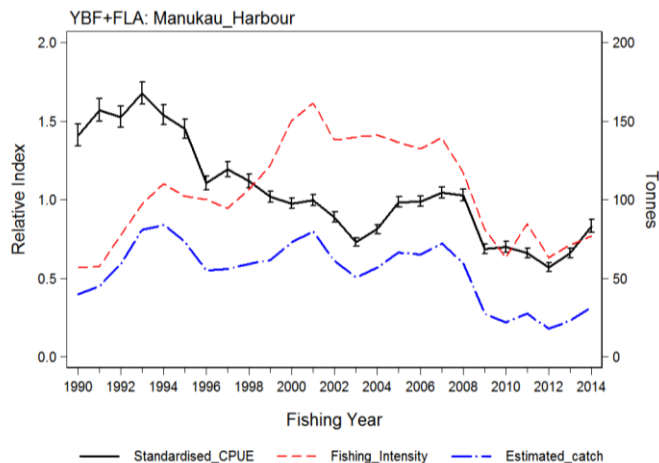 YBF+FLA: Manukau_Harbour
2.0
1.5
1.0
0.5
0.0
Relative Index
200
150
100
50
0
Tonnes
1990 1992 1994 1996 1998 2000 2002 2004 2006 2008 2010 2012 2014
Fishing Year
Standardised_CPUE Fishing_Intensity Estimated_catch